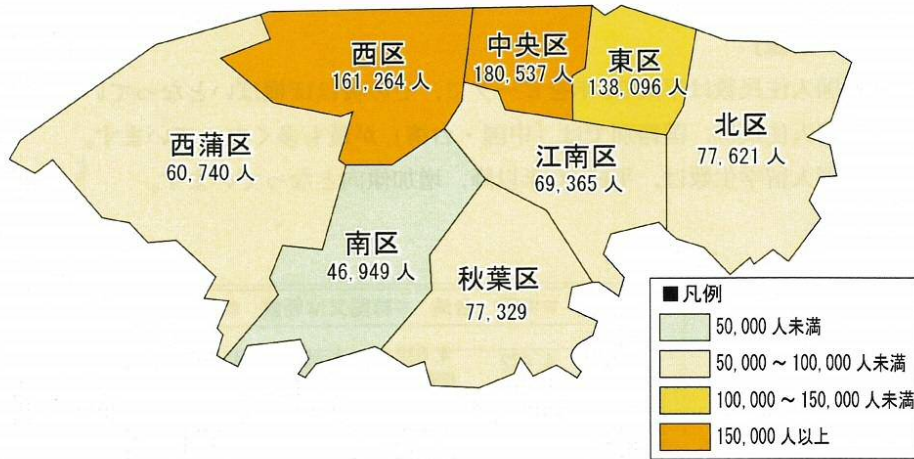 西区
161,264 人
中央区
180,537 人
東区
138,096 人
北区
77,621 人
西蒲区
60,740 人
江南区
69,365 人
南区
46,949 人
秋葉区
77,329
■凡例
50,000 人未満
50,000 ~ 100,000 人未満
100,000 ~ 150,000 人未満
150,000 人以上